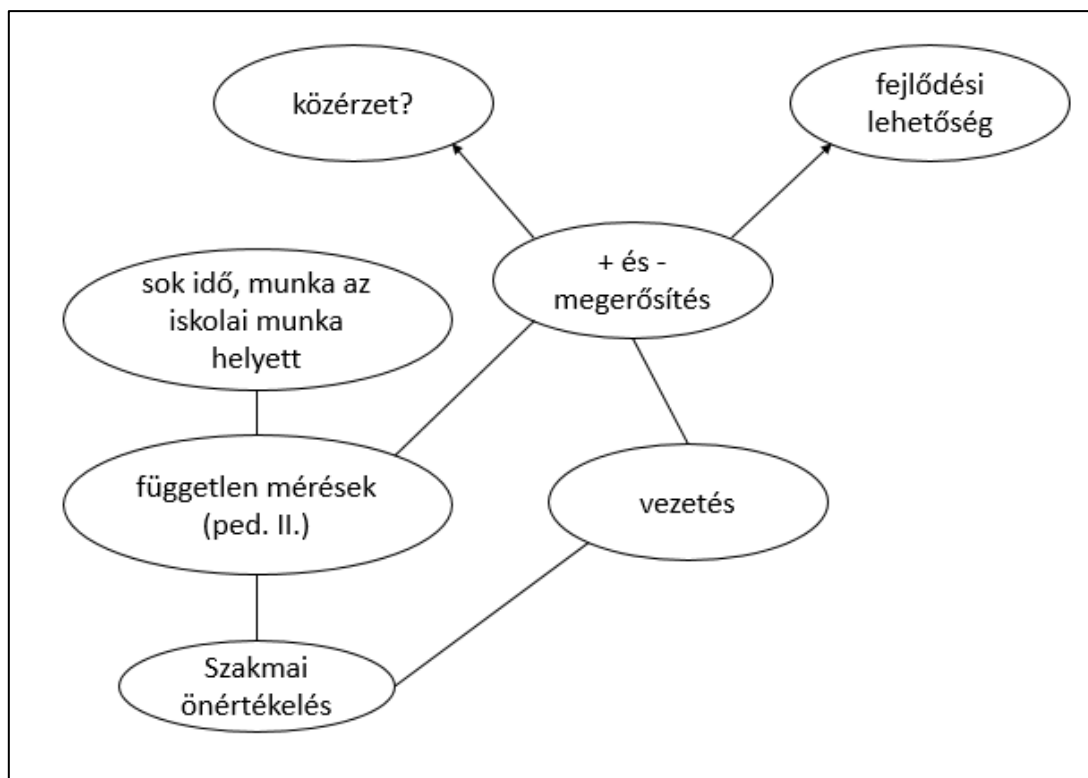 közérzet?
fejlődési
lehetőség
+ és -
megerősítés
sok idő, munka az
iskolai munka
helyett
független mérések
(ped. II.)
vezetés
Szakmai
önértékelés